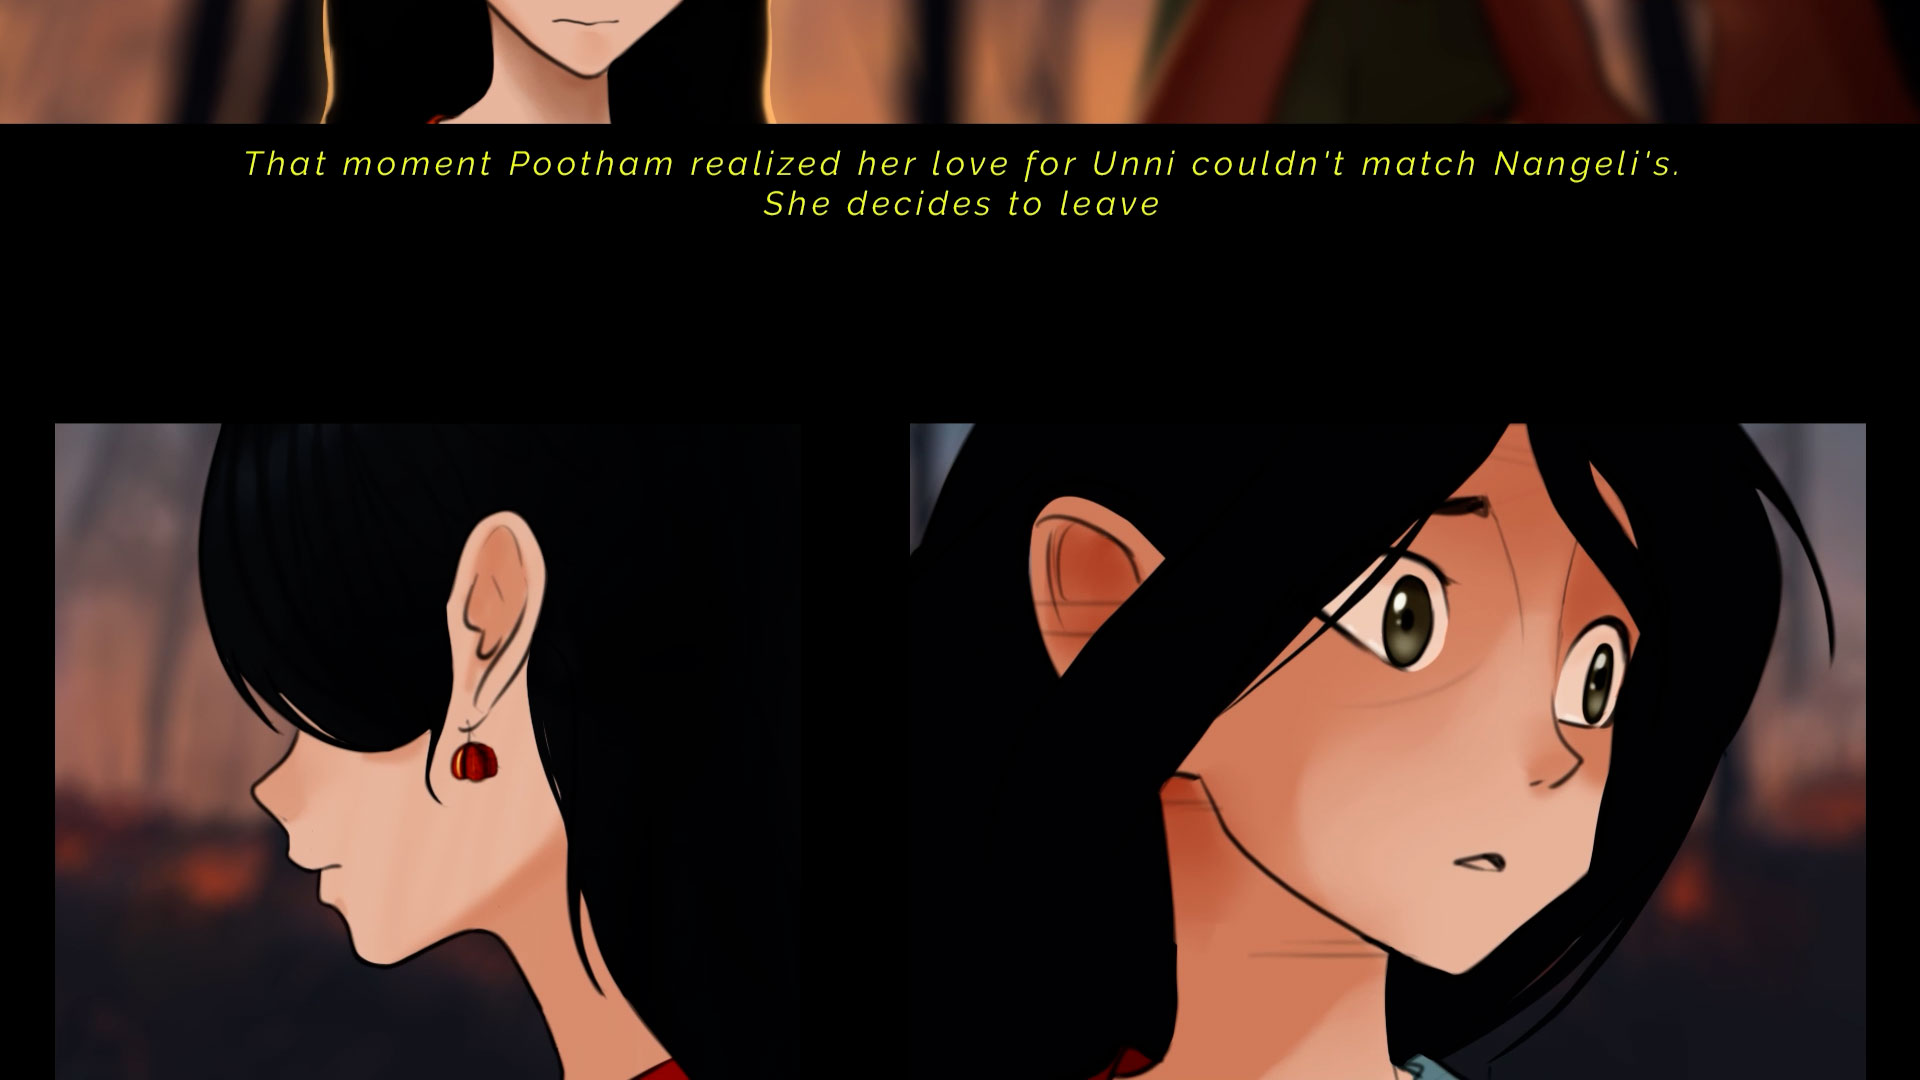 That moment Pootham realized her love for Unni couldn't match Nangeli's.
She decides to leave